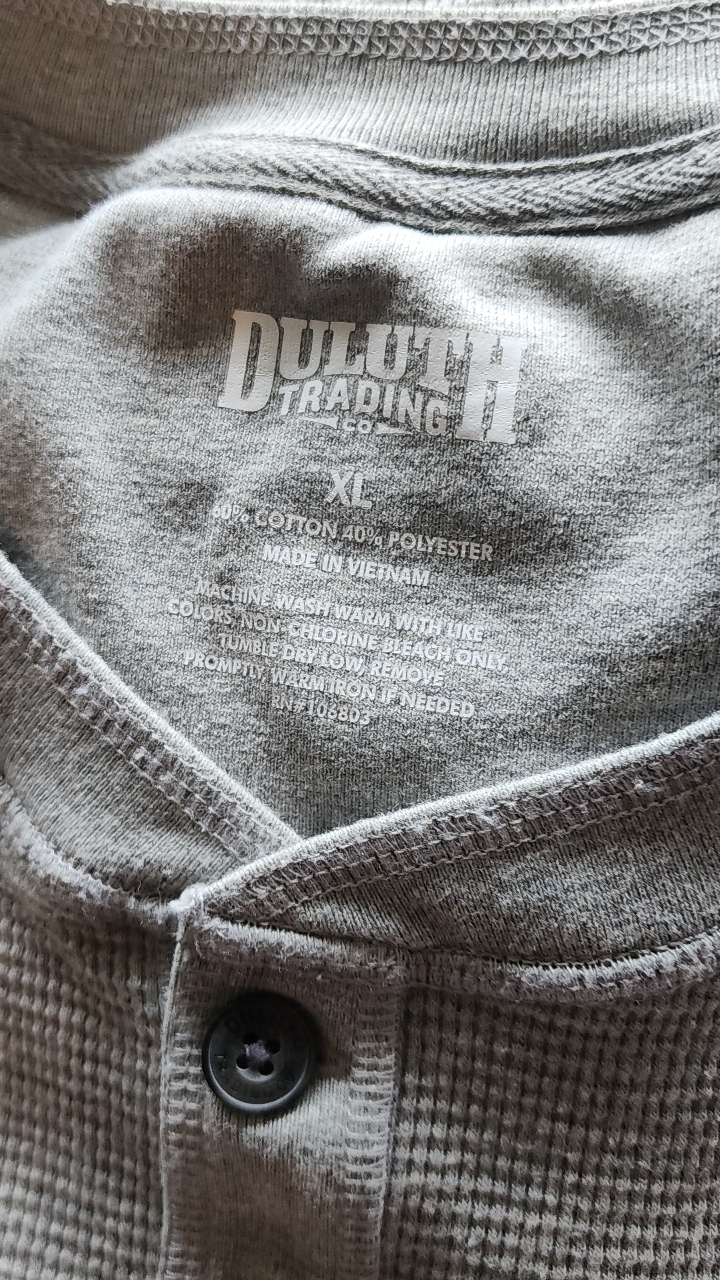 DULUTH
TRADING
CO
XL
60% COTTON 40% POLYESTER
MADE IN VIETNAM
MACHINE WASH WARM WITH LIKE
COLORS, NON-CHLORINE BLEACH ONLY,
TUMBLE DRY LOW, REMOVE
PROMPTLY, WARM IRON IF NEEDED
RN#106803